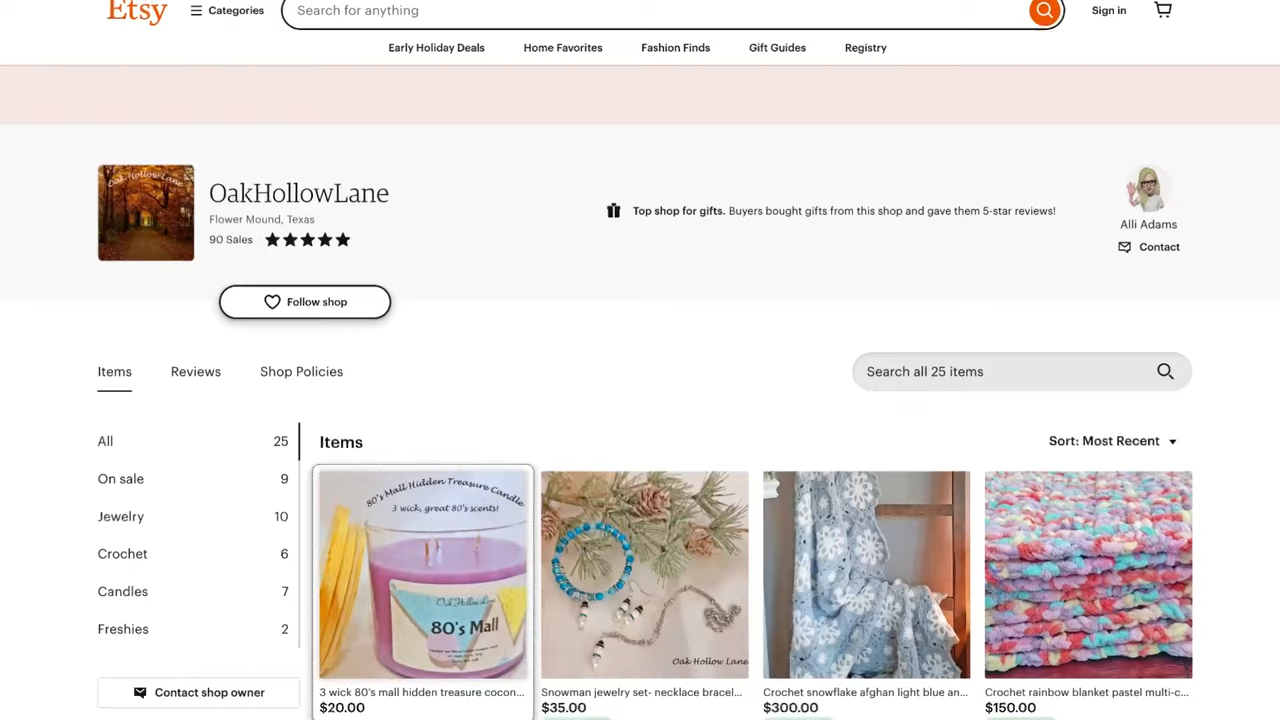 Etsy
Categories
Search for anything
Sign in
Early Holiday Deals
Home Favorites
Fashion Finds
Gift Guides
Registry
Oak Hollow Lane
OakHollowLane
Flower Mound, Texas
90 Sales
Top shop for gifts. Buyers bought gifts from this shop and gave them 5-star reviews!
Alli Adams
Contact
Follow shop
Items
Reviews
Shop Policies
Search all 25 items
All 25
On sale 9
Jewelry 10
Crochet 6
Candles 7
Freshies 2
Contact shop owner
Items
Sort: Most Recent
80's Mall Hidden Treasure Candle
3 wick, great 80's scents!
Oak Hollow Lane
80's Mall
3 wick 80's mall hidden treasure cocon...
$20.00
Oak Hollow Lane
Snowman jewelry set- necklace bracel...
$35.00
Crochet snowflake afghan light blue an...
$300.00
Crochet rainbow blanket pastel multi-c...
$150.00